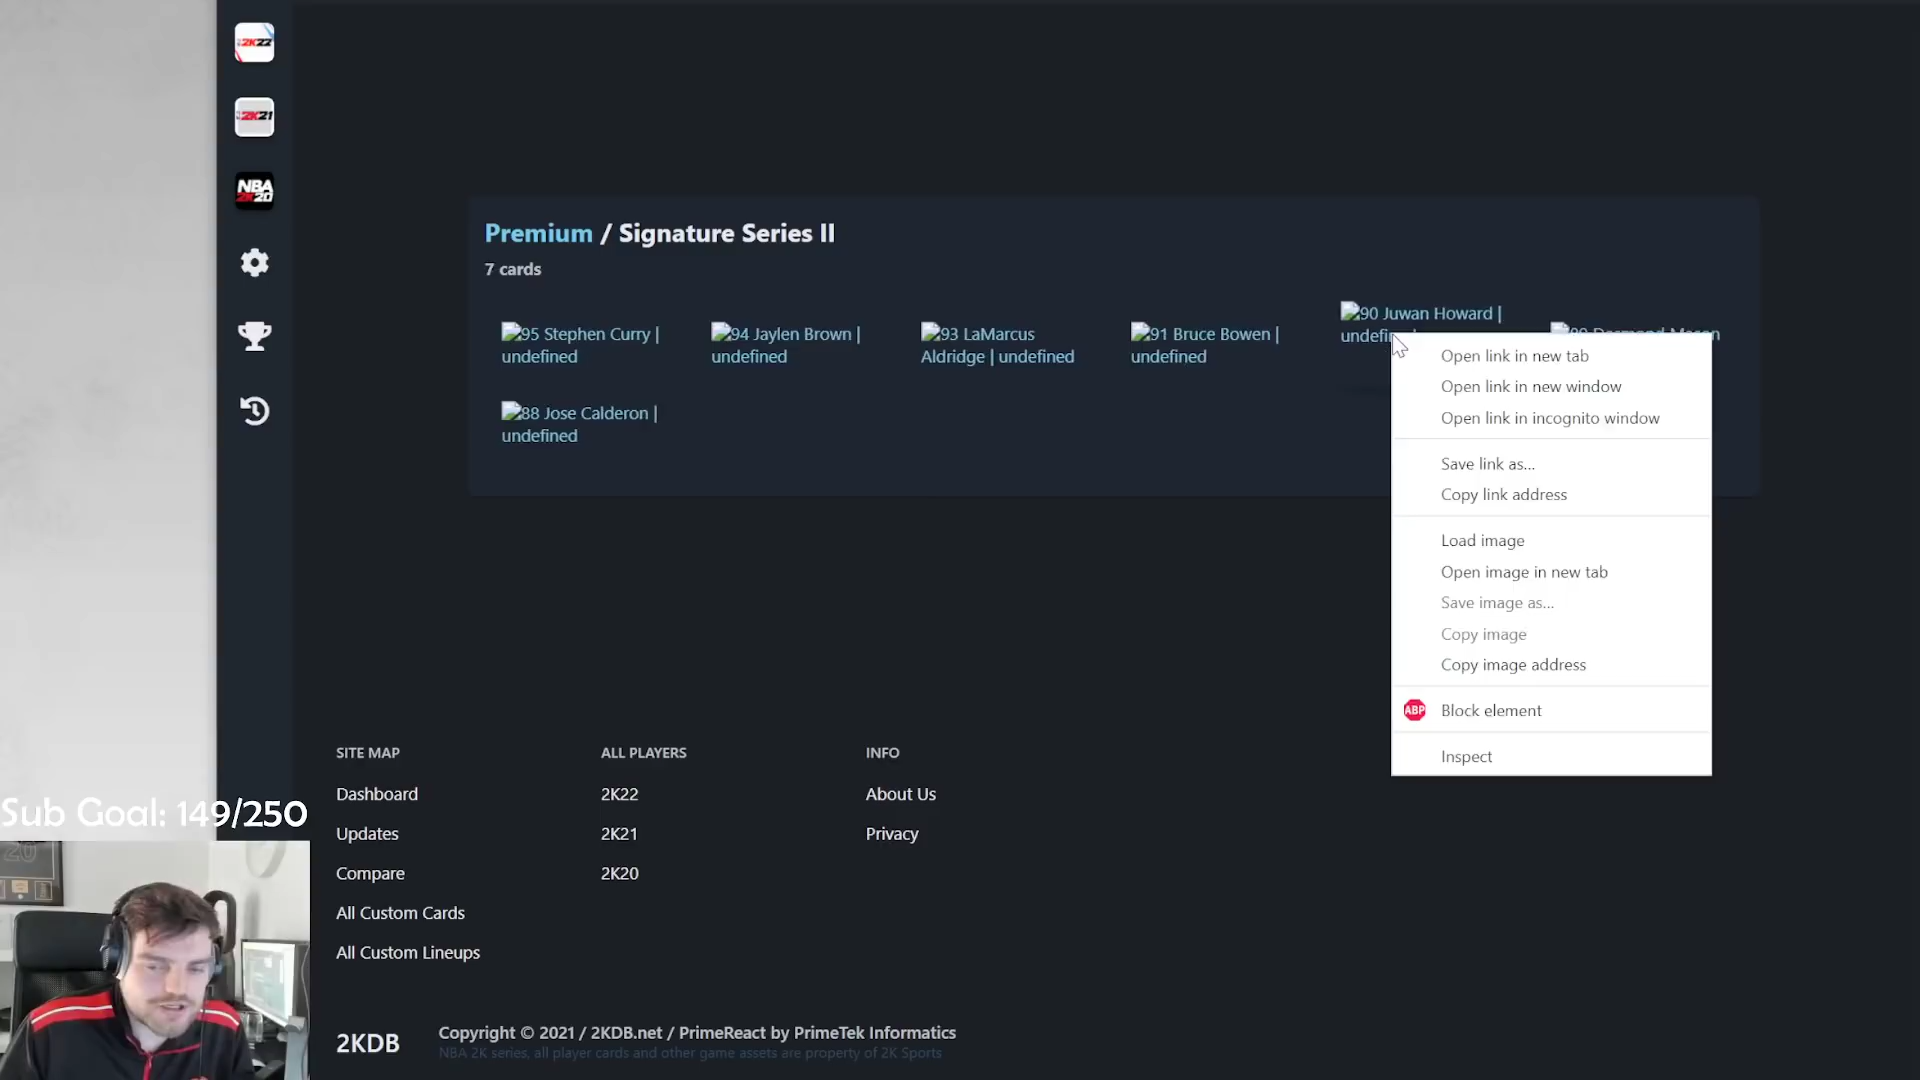 2K22
2K21
NBA
2K20
Premium / Signature Series II
7 cards
95 Stephen Curry |
undefined
94 Jaylen Brown |
undefined
93 LaMarcus
Aldridge | undefined
91 Bruce Bowen |
undefined
90 Juwan Howard |
88 Jose Calderon |
undefined
Open link in new tab
Open link in new window
Open link in incognito window
Save link as...
Copy link address
Load image
Open image in new tab
Save image as...
Copy image
Copy image address
ABP Block element
Inspect
SITE MAP
Dashboard
Updates
Compare
All Custom Cards
All Custom Lineups
ALL PLAYERS
2K22
2K21
2K20
INFO
About Us
Privacy
Sub Goal: 149/250
20
2KDB
Copyright © 2021 / 2KDB.net / PrimeReact by PrimeTek Informatics
NBA 2K series, all player cards and other game assets are property of 2K Sports